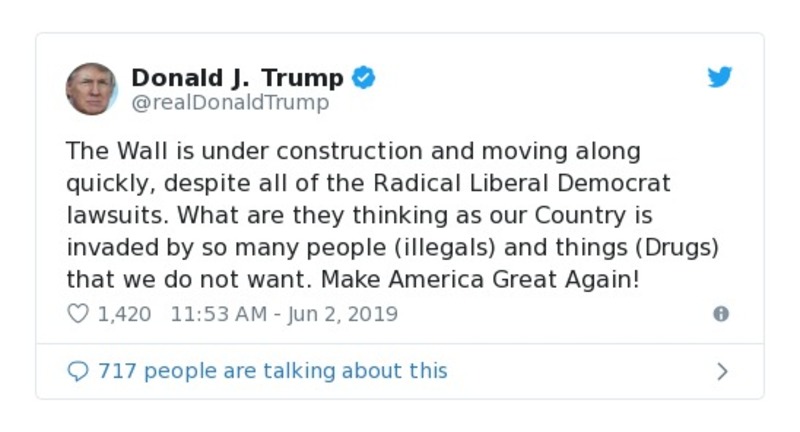 Donald J. Trump
@realDonaldTrump
The Wall is under construction and moving along
quickly, despite all of the Radical Liberal Democrat
lawsuits. What are they thinking as our Country is
invaded by so many people (illegals) and things (Drugs)
that we do not want. Make America Great Again!
1,420 11:53 AM - Jun 2, 2019
717 people are talking about this